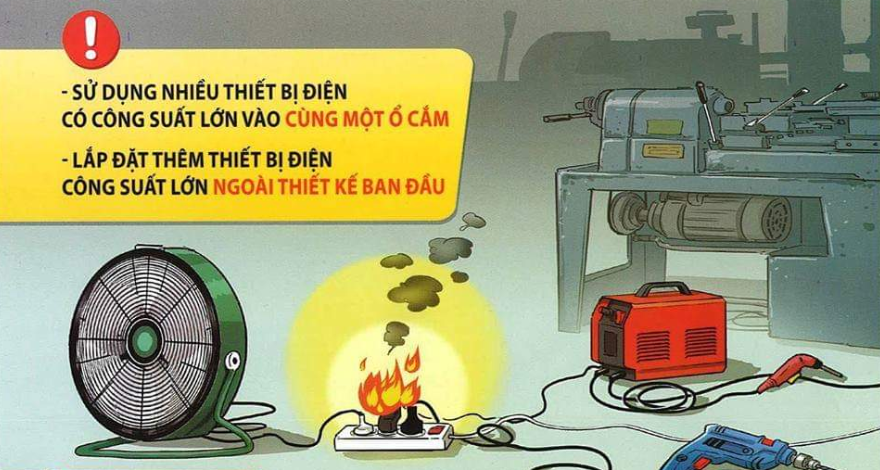 !
- SỬ DỤNG NHIỀU THIẾT BỊ ĐIỆN
CÓ CÔNG SUẤT LỚN VÀO CÙNG MỘT Ổ CẮM
- LẮP ĐẶT THÊM THIẾT BỊ ĐIỆN
CÔNG SUẤT LỚN NGOÀI THIẾT KẾ BAN ĐẦU